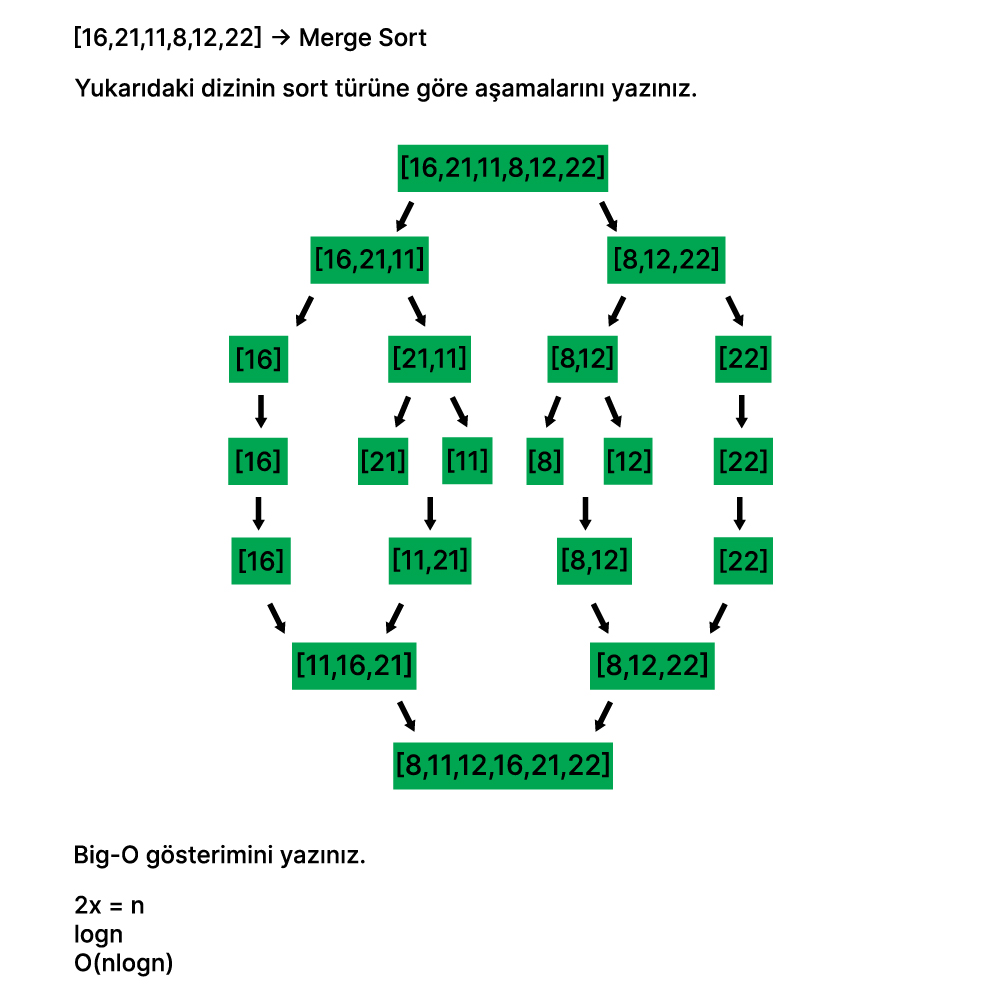 [16,21,11,8,12,22] → Merge Sort
Yukarıdaki dizinin sort türüne göre aşamalarını yazınız.
[16,21,11,8,12,22]
[16,21,11] [8,12,22]
[16] [21,11] [8,12] [22]
[16] [21] [11] [8] [12] [22]
[16] [11,21] [8,12] [22]
[11,16,21] [8,12,22]
[8,11,12,16,21,22]
Big-O gösterimini yazınız.
2x = n
logn
O(nlogn)